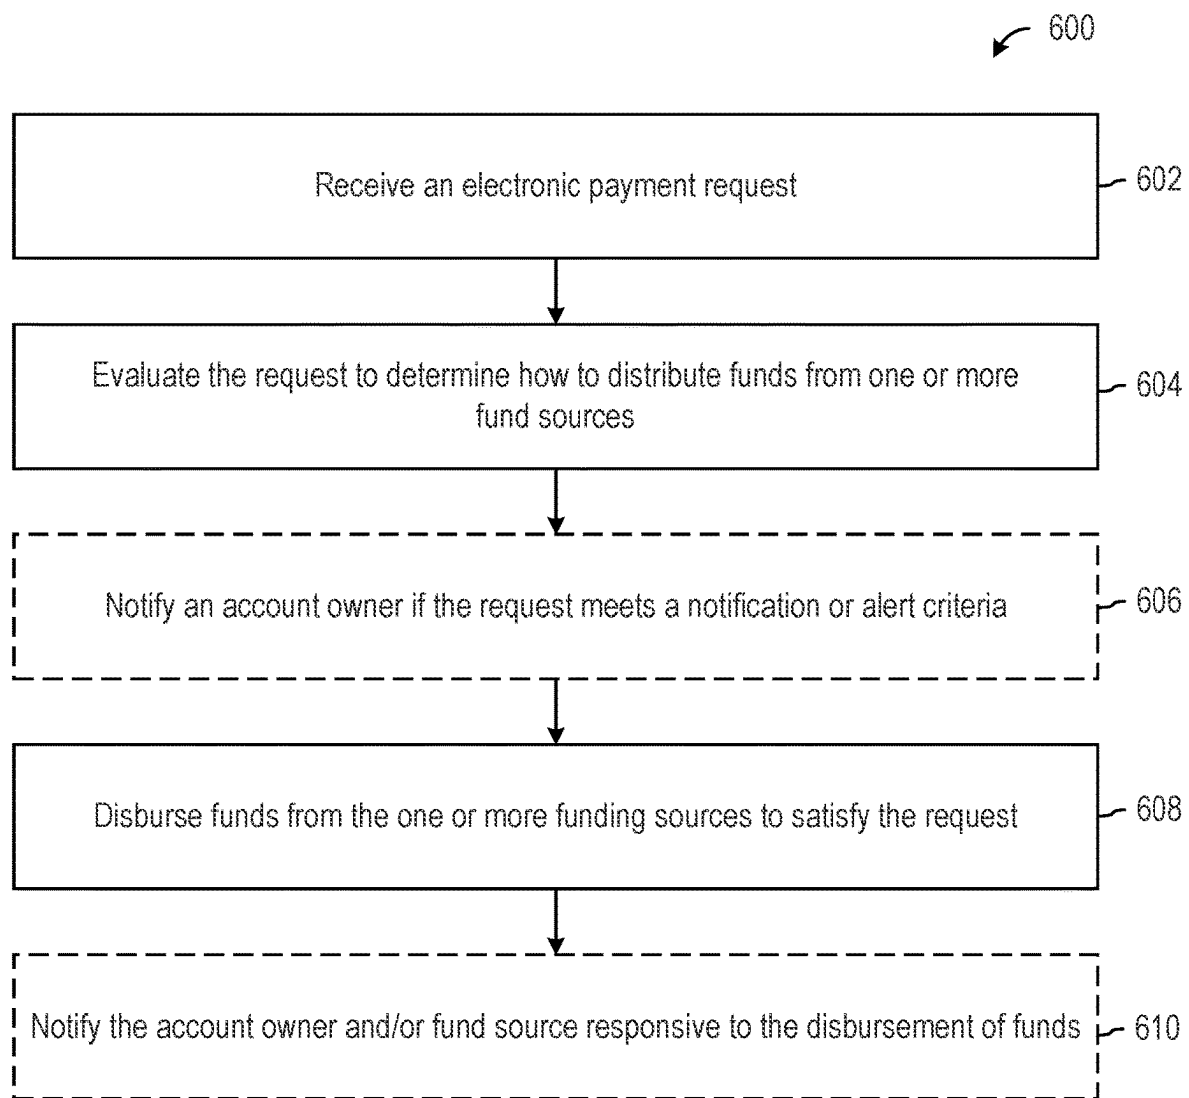 600
Receive an electronic payment request
602
Evaluate the request to determine how to distribute funds from one or more
fund sources
604
Notify an account owner if the request meets a notification or alert criteria
606
Disburse funds from the one or more funding sources to satisfy the request
608
Notify the account owner and/or fund source responsive to the disbursement of funds
610